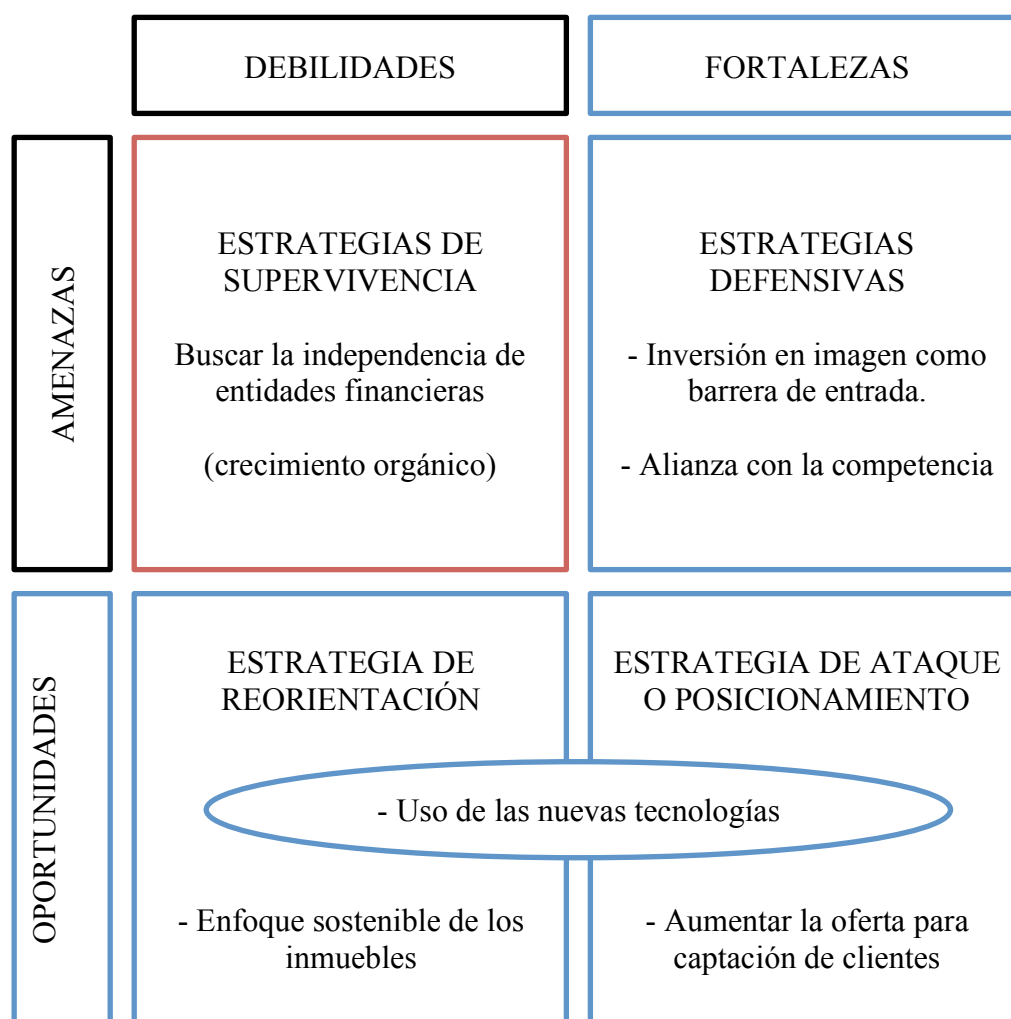 DEBILIDADES
FORTALEZAS
AMENAZAS
ESTRATEGIAS DE
SUPERVIVENCIA
Buscar la independencia de
entidades financieras
(crecimiento orgánico)
ESTRATEGIAS
DEFENSIVAS
- Inversión en imagen como
barrera de entrada.
- Alianza con la competencia
OPORTUNIDADES
ESTRATEGIA DE
REORIENTACIÓN
ESTRATEGIA DE ATAQUE
O POSICIONAMIENTO
- Uso de las nuevas tecnologías
- Enfoque sostenible de los
inmuebles
- Aumentar la oferta para
captación de clientes